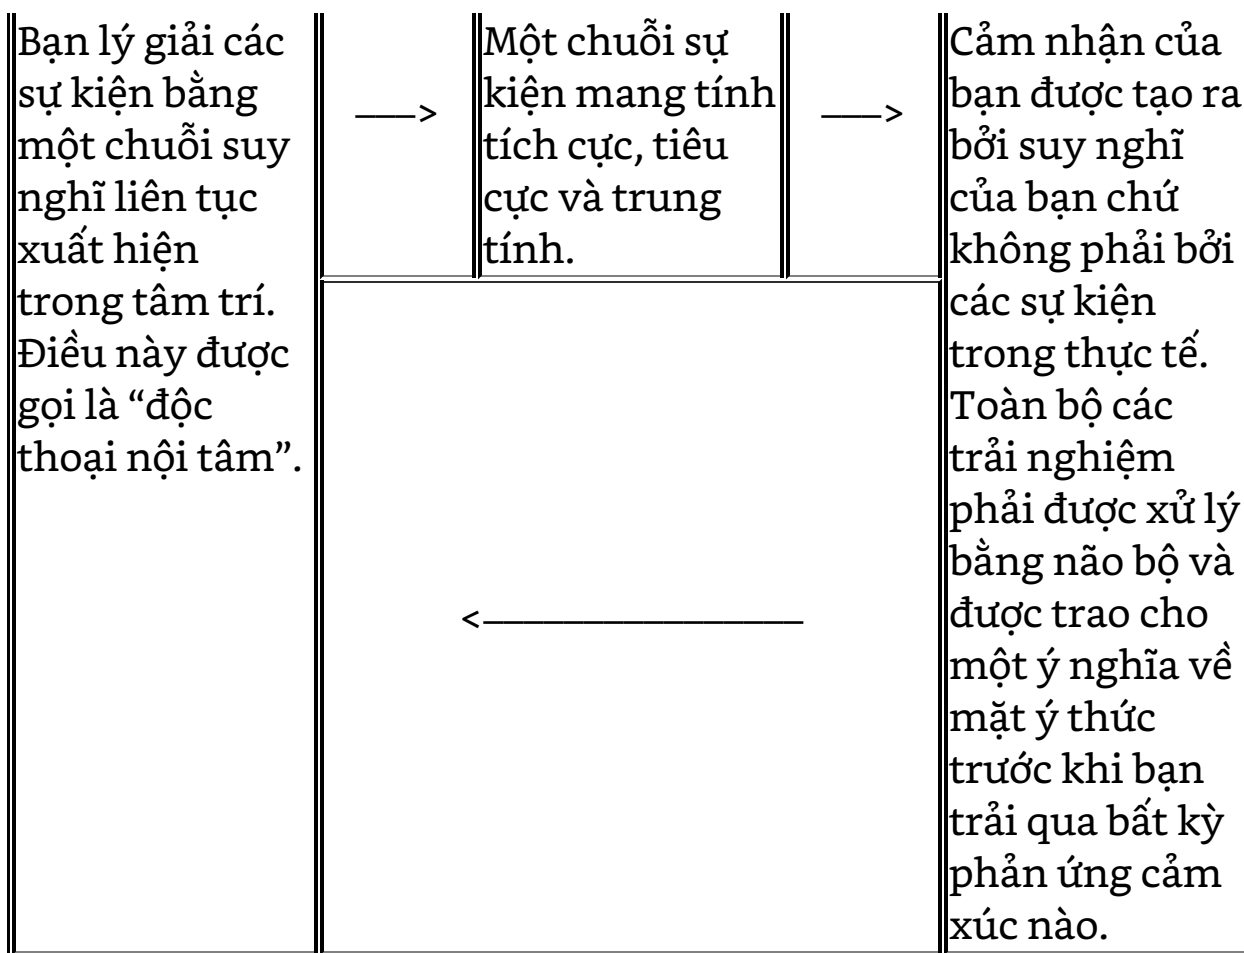 Bạn lý giải các
sự kiện bằng
một chuỗi suy
nghĩ liên tục
xuất hiện
trong tâm trí.
Điều này được
gọi là “độc
thoại nội tâm”.
———>
Một chuỗi sự
kiện mang tính
tích cực, tiêu
cực và trung
tính.
———>
Cảm nhận của
bạn được tạo ra
bởi suy nghĩ
của bạn chứ
không phải bởi
các sự kiện
trong thực tế.
Toàn bộ các
trải nghiệm
phải được xử lý
bằng não bộ và
được trao cho
một ý nghĩa về
mặt ý thức
trước khi bạn
trải qua bất kỳ
phản ứng cảm
xúc nào.
<————————————————